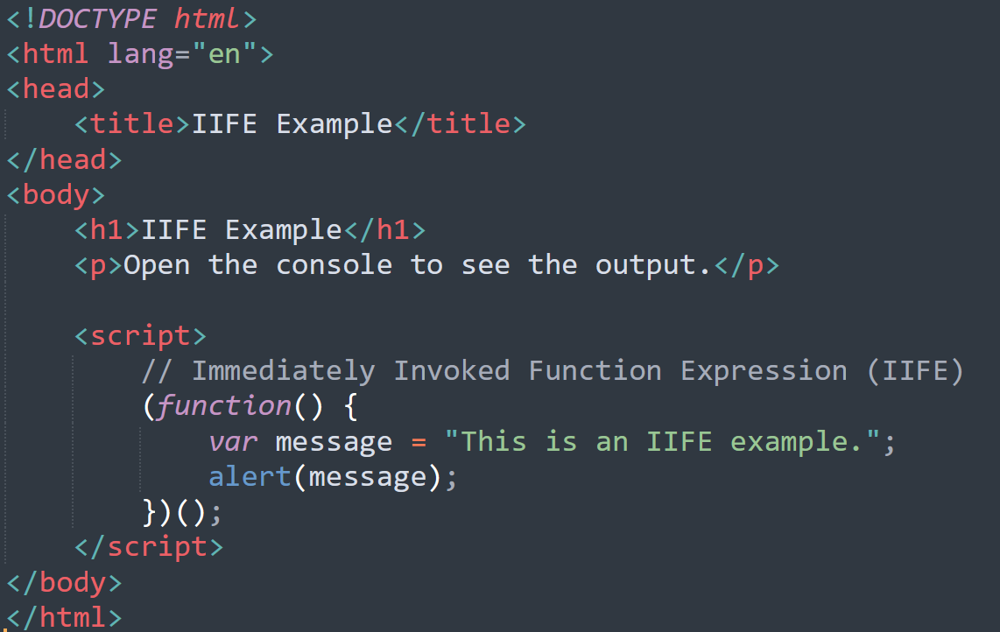 <!DOCTYPE html>
<html lang="en">
<head>
    <title>IIFE Example</title>
</head>
<body>
    <h1>IIFE Example</h1>
    <p>Open the console to see the output.</p>

    <script>
        // Immediately Invoked Function Expression (IIFE)
        (function() {
            var message = "This is an IIFE example.";
            alert(message);
        })();
    </script>
</body>
</html>